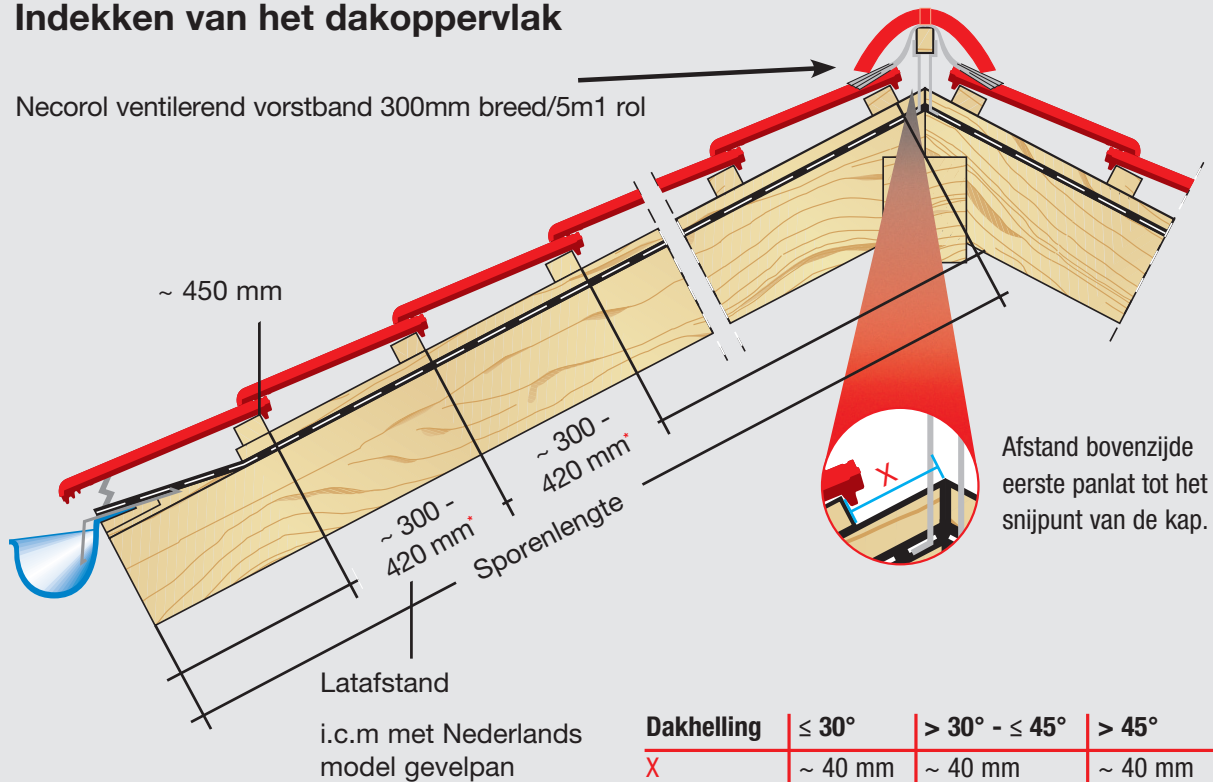 Indekken van het dakoppervlak
Necorol ventilerend vorstband 300mm breed/5m1 rol
~ 450 mm
~ 300 -
420 mm*
~ 300 -
420 mm*
Sporenlengte
X
Afstand bovenzijde
eerste panlat tot het
snijpunt van de kap.
Latafstand
i.c.m met Nederlands
model gevelpan
Dakhelling ≤ 30° > 30° - ≤ 45° > 45°
X ~ 40 mm ~ 40 mm ~ 40 mm